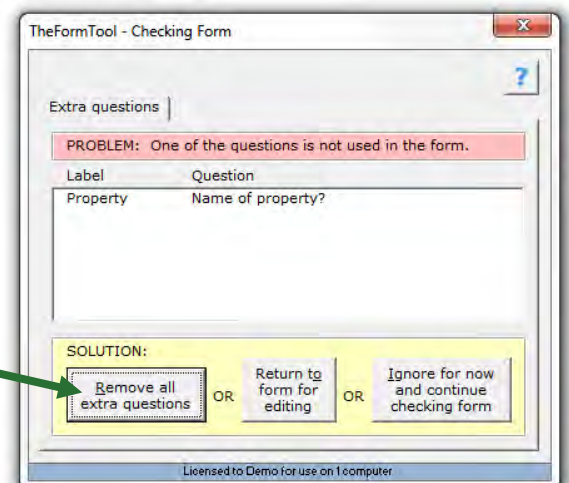 TheFormTool - Checking Form
x
?
Extra questions
PROBLEM: One of the questions is not used in the form.
Label Question
Property Name of property?
SOLUTION:
Remove all
extra questions
OR
Return to
form for
editing
OR
Ignore for now
and continue
checking form
Licensed to Demo for use on 1 computer